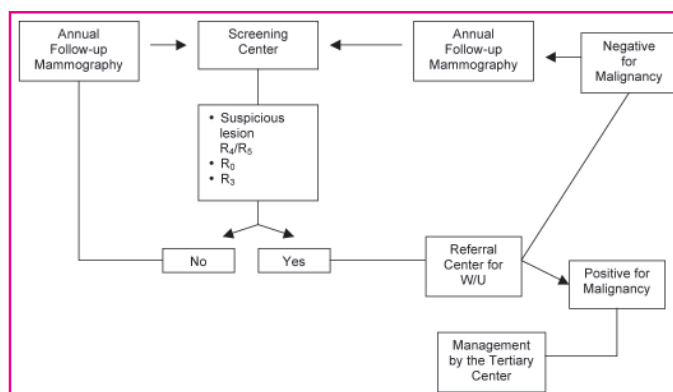 Annual
Follow-up
Mammography
Screening
Center
Annual
Follow-up
Mammography
Negative
for
Malignancy
• Suspicious
lesion
R₄/R₅
• R₀
• R₃
No
Yes
Referral
Center for
W/U
Positive for
Malignancy
Management
by the Tertiary
Center